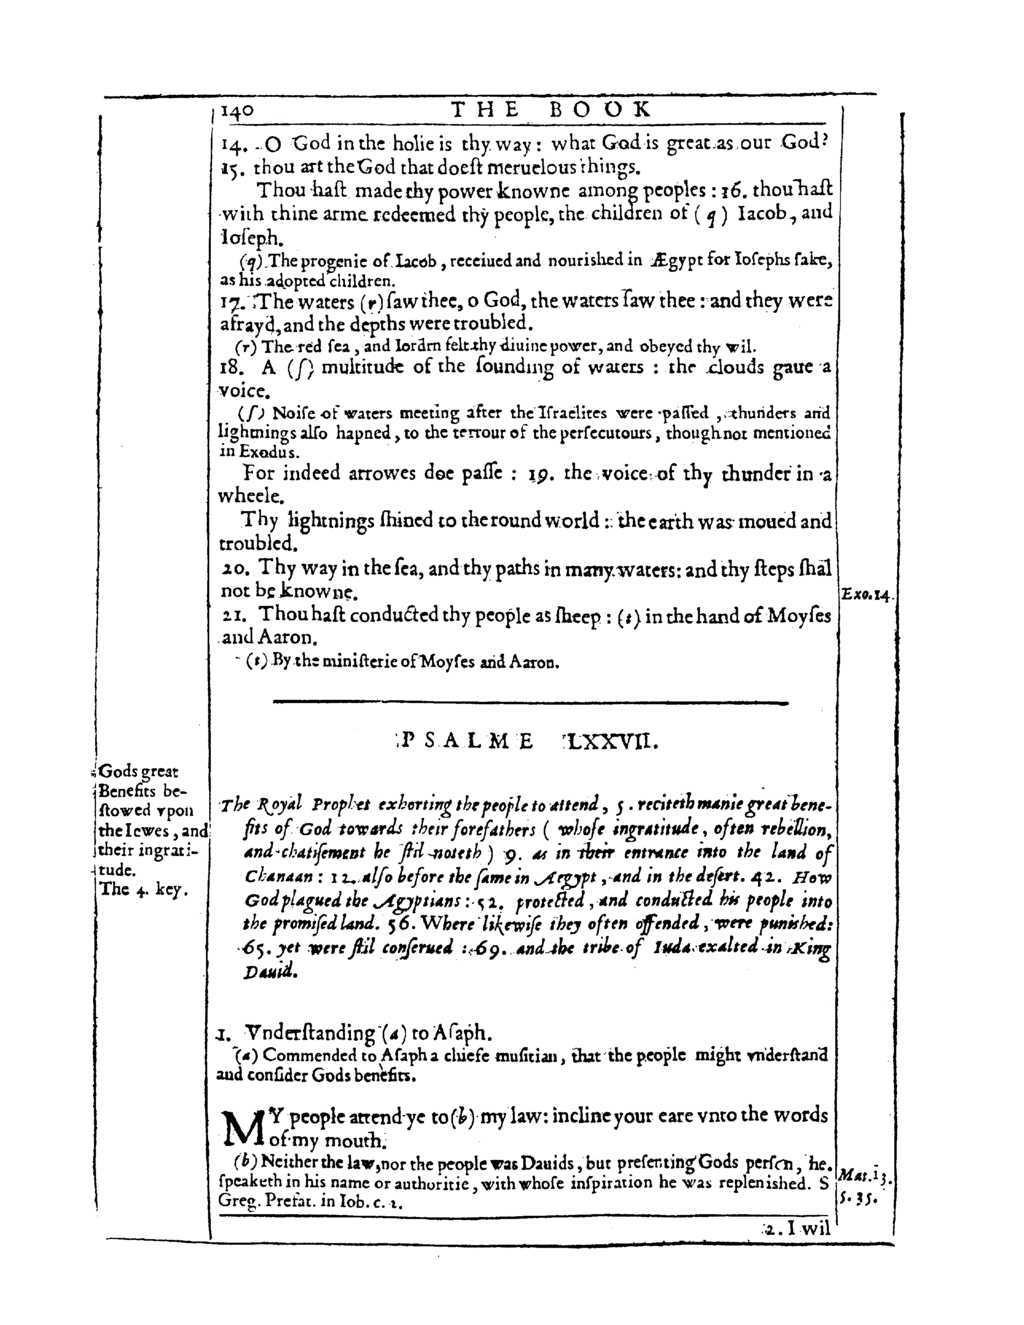 140 THE BOOK
14. O God in the holie is thy way: what God is great as our God?
15. thou art the God that doeſt meruelous things.
Thou haſt made thy power knowne among peoples: 16. thou haſt
with thine arme redeemed thy people, the children of (q) Iacob, and
Ioſeph.
(q) The progenie of Iacob, receiued and nourished in Ægypt for Ioſephs ſake,
as his adopted children.
17. The waters (r) ſaw thee, o God, the waters ſaw thee: and they were
afrayd, and the depths were troubled.
(r) The red ſea, and Iordrn felt thy diuine power, and obeyed thy wil.
18. A (ſ) multitude of the ſounding of waters: the clouds gaue a
voice.
(ſ) Noiſe of waters meeting after the Iſraelites were paſſed, thunders and
lightnings alſo hapned, to the terrour of the perſecutours, though not mentioned
in Exodus.
For indeed arrowes doe paſſe: 19. the voice of thy thunder in a
wheele.
Thy lightnings ſhined to the round world: the earth was moued and
troubled.
20. Thy way in the ſea, and thy paths in many waters: and thy ſteps ſhal
not be knowne.
Exo. 14.
21. Thou haſt conducted thy people as ſheep: (t) in the hand of Moyſes
and Aaron.
(t) By the miniſterie of Moyſes and Aaron.
PSALME LXXVII.
Gods great
Benefits be-
ſtowed vpon
the Iewes, and
their ingrati-
tude.
The 4. key.
The Royal Prophet exhorting the people to attend, 5. reciteth manie great bene-
fits of God towards their forefathers (whoſe ingratitude, often rebellion,
and chatiſement he ſtil noteth) 9. as in their entrance into the land of
Chanaan: 12. alſo before the ſame in Aegypt, and in the deſert. 42. How
God plagued the Ægyptians: 52. protected, and conducted his people into
the promiſed land. 56. Where likewiſe they often offended, were punished:
65. yet were ſtil conſerued: 69. and the tribe of Iuda exalted in King
Dauid.
1. Vnderſtanding (a) to Aſaph.
(a) Commended to Aſaph a chiefe muſitian, that the people might vnderſtand
and conſider Gods benefits.
MY people attend ye to (b) my law: incline your eare vnto the words
of my mouth.
(b) Neither the law, nor the people was Dauids, but preſenting Gods perſon, he
ſpeaketh in his name or authoritie, with whoſe inſpiration he was replenished. S
Greg. Prefat. in Iob. c. 1.
Mat. 13.
5. 35.
2. I wil